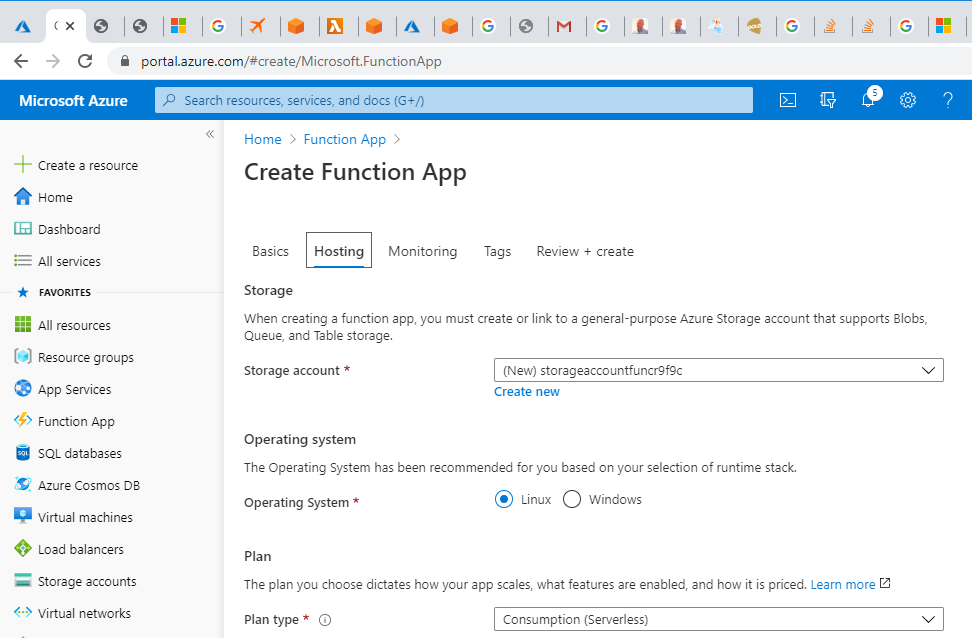 portal.azure.com/#create/Microsoft.FunctionApp
Microsoft Azure
Search resources, services, and docs (G+/)
5
?
«
Create a resource
Home
Dashboard
All services
FAVORITES
All resources
Resource groups
App Services
Function App
SQL databases
Azure Cosmos DB
Virtual machines
Load balancers
Storage accounts
Virtual networks
Home > Function App >
Create Function App
Basics Hosting Monitoring Tags Review + create
Storage
When creating a function app, you must create or link to a general-purpose Azure Storage account that supports Blobs,
Queue, and Table storage.
Storage account * (New) storageaccountfuncr9f9c
Create new
Operating system
The Operating System has been recommended for you based on your selection of runtime stack.
Operating System * Linux Windows
Plan
The plan you choose dictates how your app scales, what features are enabled, and how it is priced. Learn more
Plan type * Consumption (Serverless)